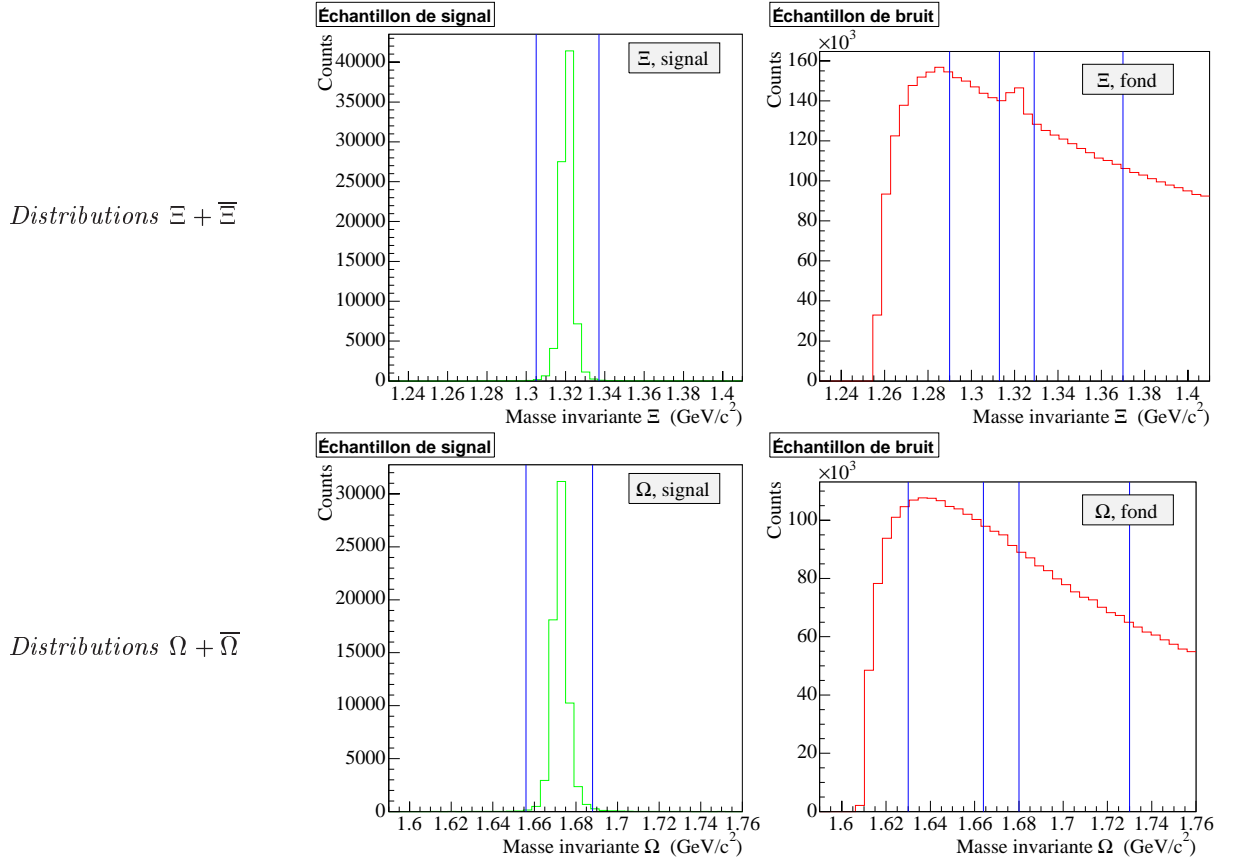 Distributions Ξ + Ξ̅
Échantillon de signal
Counts
Ξ, signal
40000
35000
30000
25000
20000
15000
10000
5000
0
1.24 1.26 1.28 1.3 1.32 1.34 1.36 1.38 1.4
Masse invariante Ξ (GeV/c²)
Échantillon de bruit
×10³
Counts
Ξ, fond
160
140
120
100
80
60
40
20
0
1.24 1.26 1.28 1.3 1.32 1.34 1.36 1.38 1.4
Masse invariante Ξ (GeV/c²)
Distributions Ω + Ω̅
Échantillon de signal
Counts
Ω, signal
30000
25000
20000
15000
10000
5000
0
1.6 1.62 1.64 1.66 1.68 1.7 1.72 1.74 1.76
Masse invariante Ω (GeV/c²)
Échantillon de bruit
×10³
Counts
Ω, fond
100
80
60
40
20
0
1.6 1.62 1.64 1.66 1.68 1.7 1.72 1.74 1.76
Masse invariante Ω (GeV/c²)